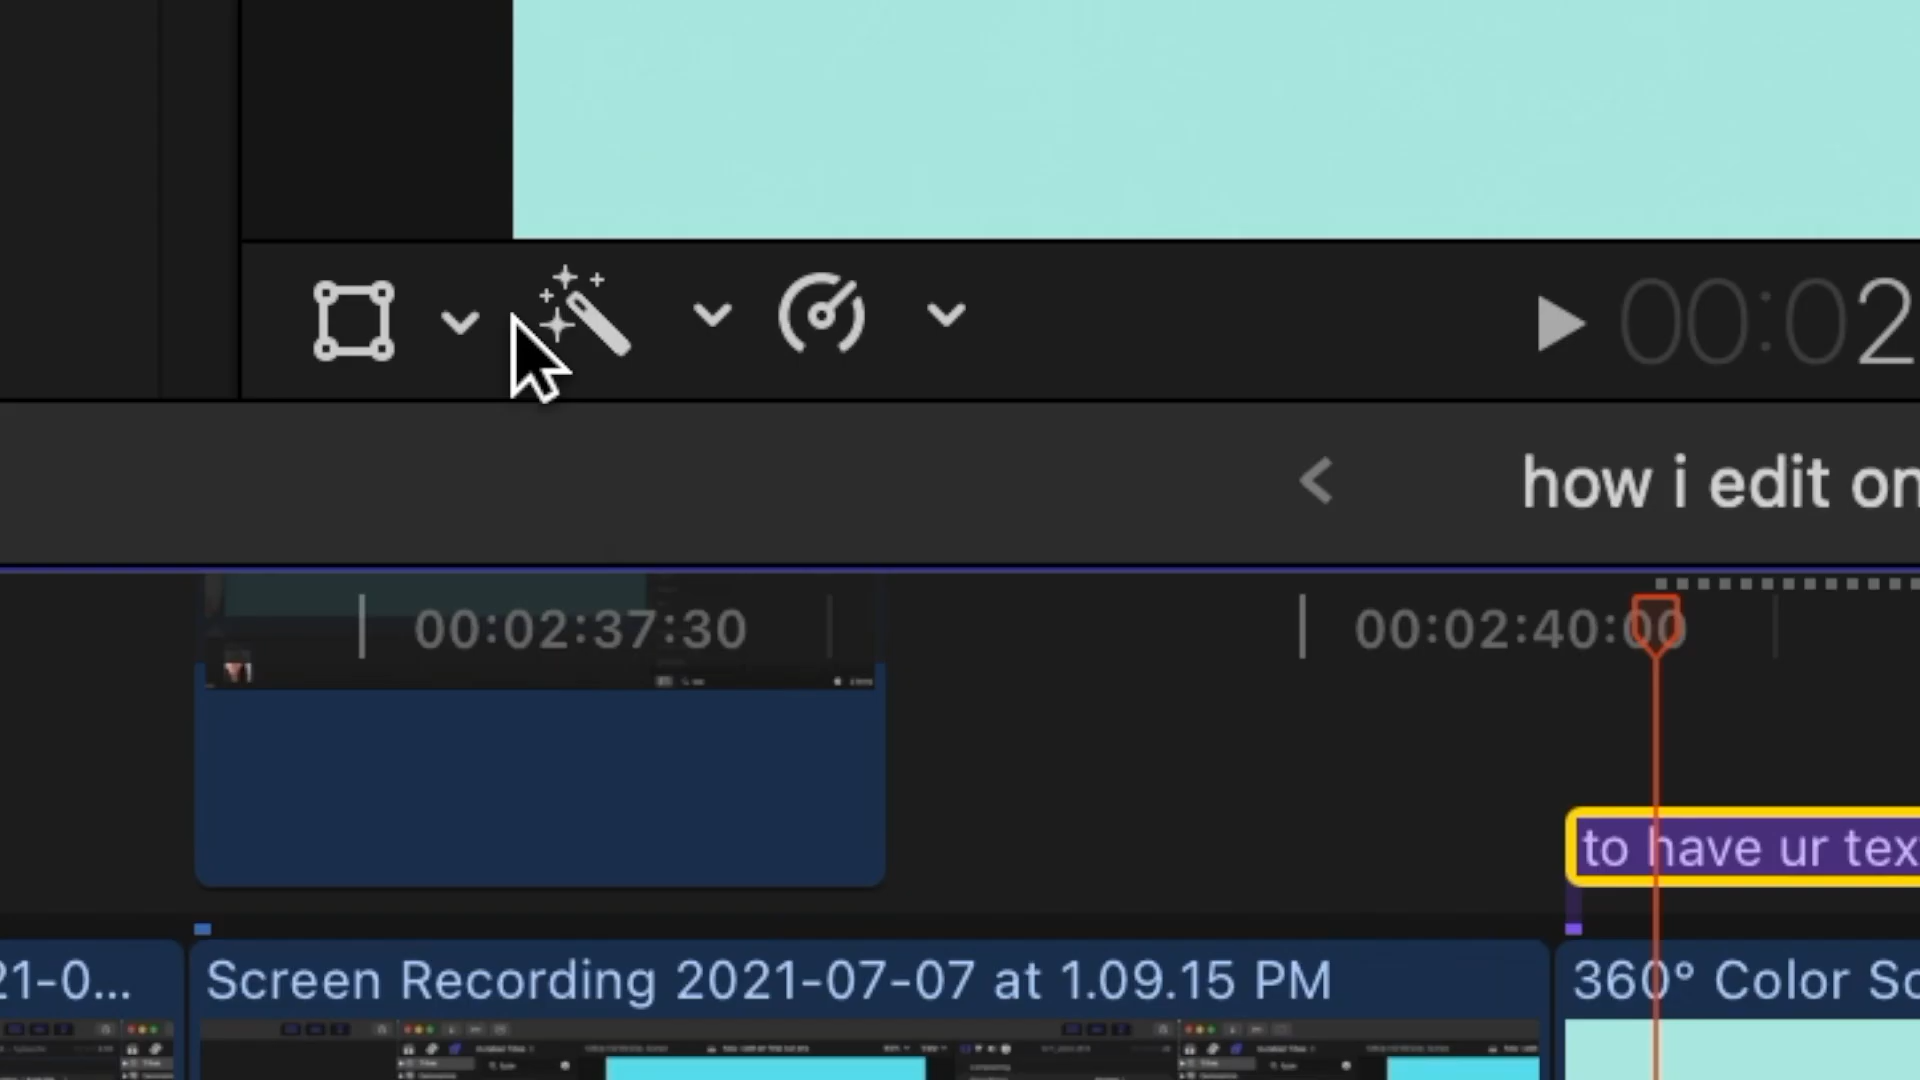 00:02
how i edit on
00:02:37:30
00:02:40:00
to have ur tex
21-0...
Screen Recording 2021-07-07 at 1.09.15 PM
360° Color So